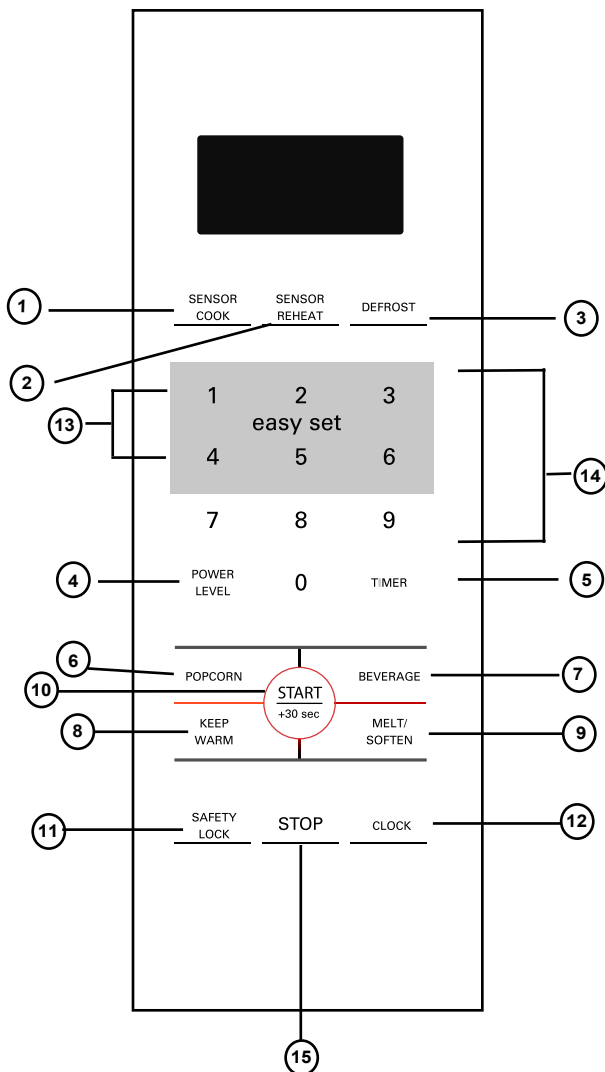 SENSOR
COOK
SENSOR
REHEAT
DEFROST
1
2
3
1 2 3
easy set
13
4 5 6
14
7 8 9
4
POWER
LEVEL
0
TIMER
5
6
POPCORN
START
+30 sec
BEVERAGE
7
10
8
KEEP
WARM
MELT/
SOFTEN
9
11
SAFETY
LOCK
STOP
CLOCK
12
15